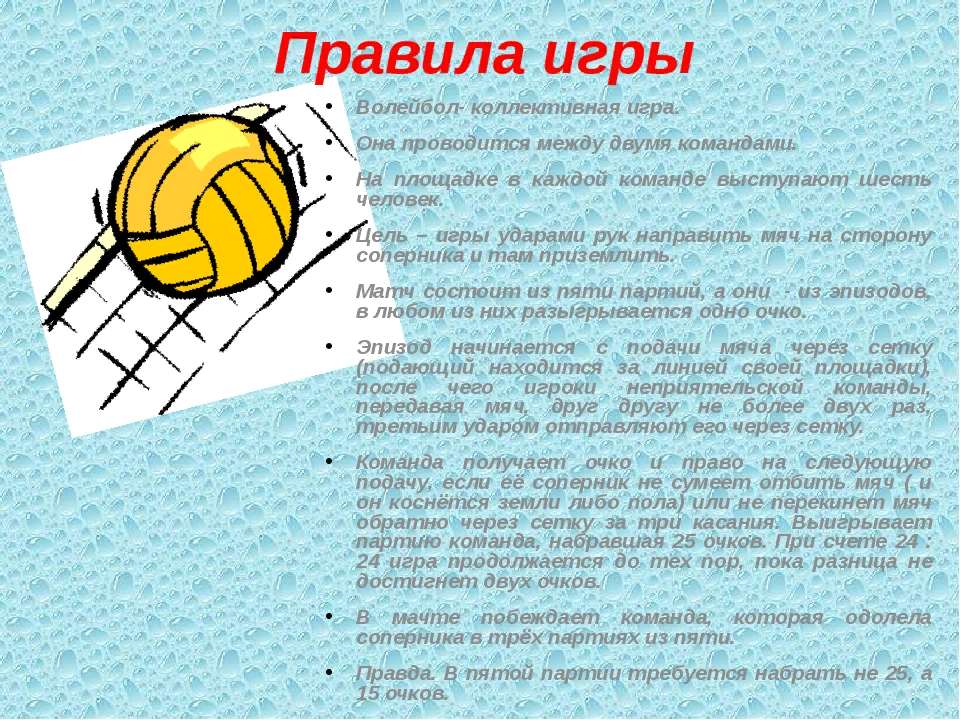 Правила игры
• Волейбол- коллективная игра.
• Она проводится между двумя командами.
• На площадке в каждой команде выступают шесть
человек.
• Цель – игры ударами рук направить мяч на сторону
соперника и там приземлить.
• Матч состоит из пяти партий, а они - из эпизодов,
в любом из них разыгрывается одно очко.
• Эпизод начинается с подачи мяча через сетку
(подающий находится за линией своей площадки),
после чего игроки неприятельской команды,
передавая мяч, друг другу не более двух раз,
третьим ударом отправляют его через сетку.
• Команда получает очко и право на следующую
подачу, если её соперник не сумеет отбить мяч ( и
он коснётся земли либо пола) или не перекинет мяч
обратно через сетку за три касания. Выигрывает
партию команда, набравшая 25 очков. При счете 24 :
24 игра продолжается до тех пор, пока разница не
достигнет двух очков.
• В мачте побеждает команда, которая одолела
соперника в трёх партиях из пяти.
• Правда. В пятой партии требуется набрать не 25, а
15 очков.